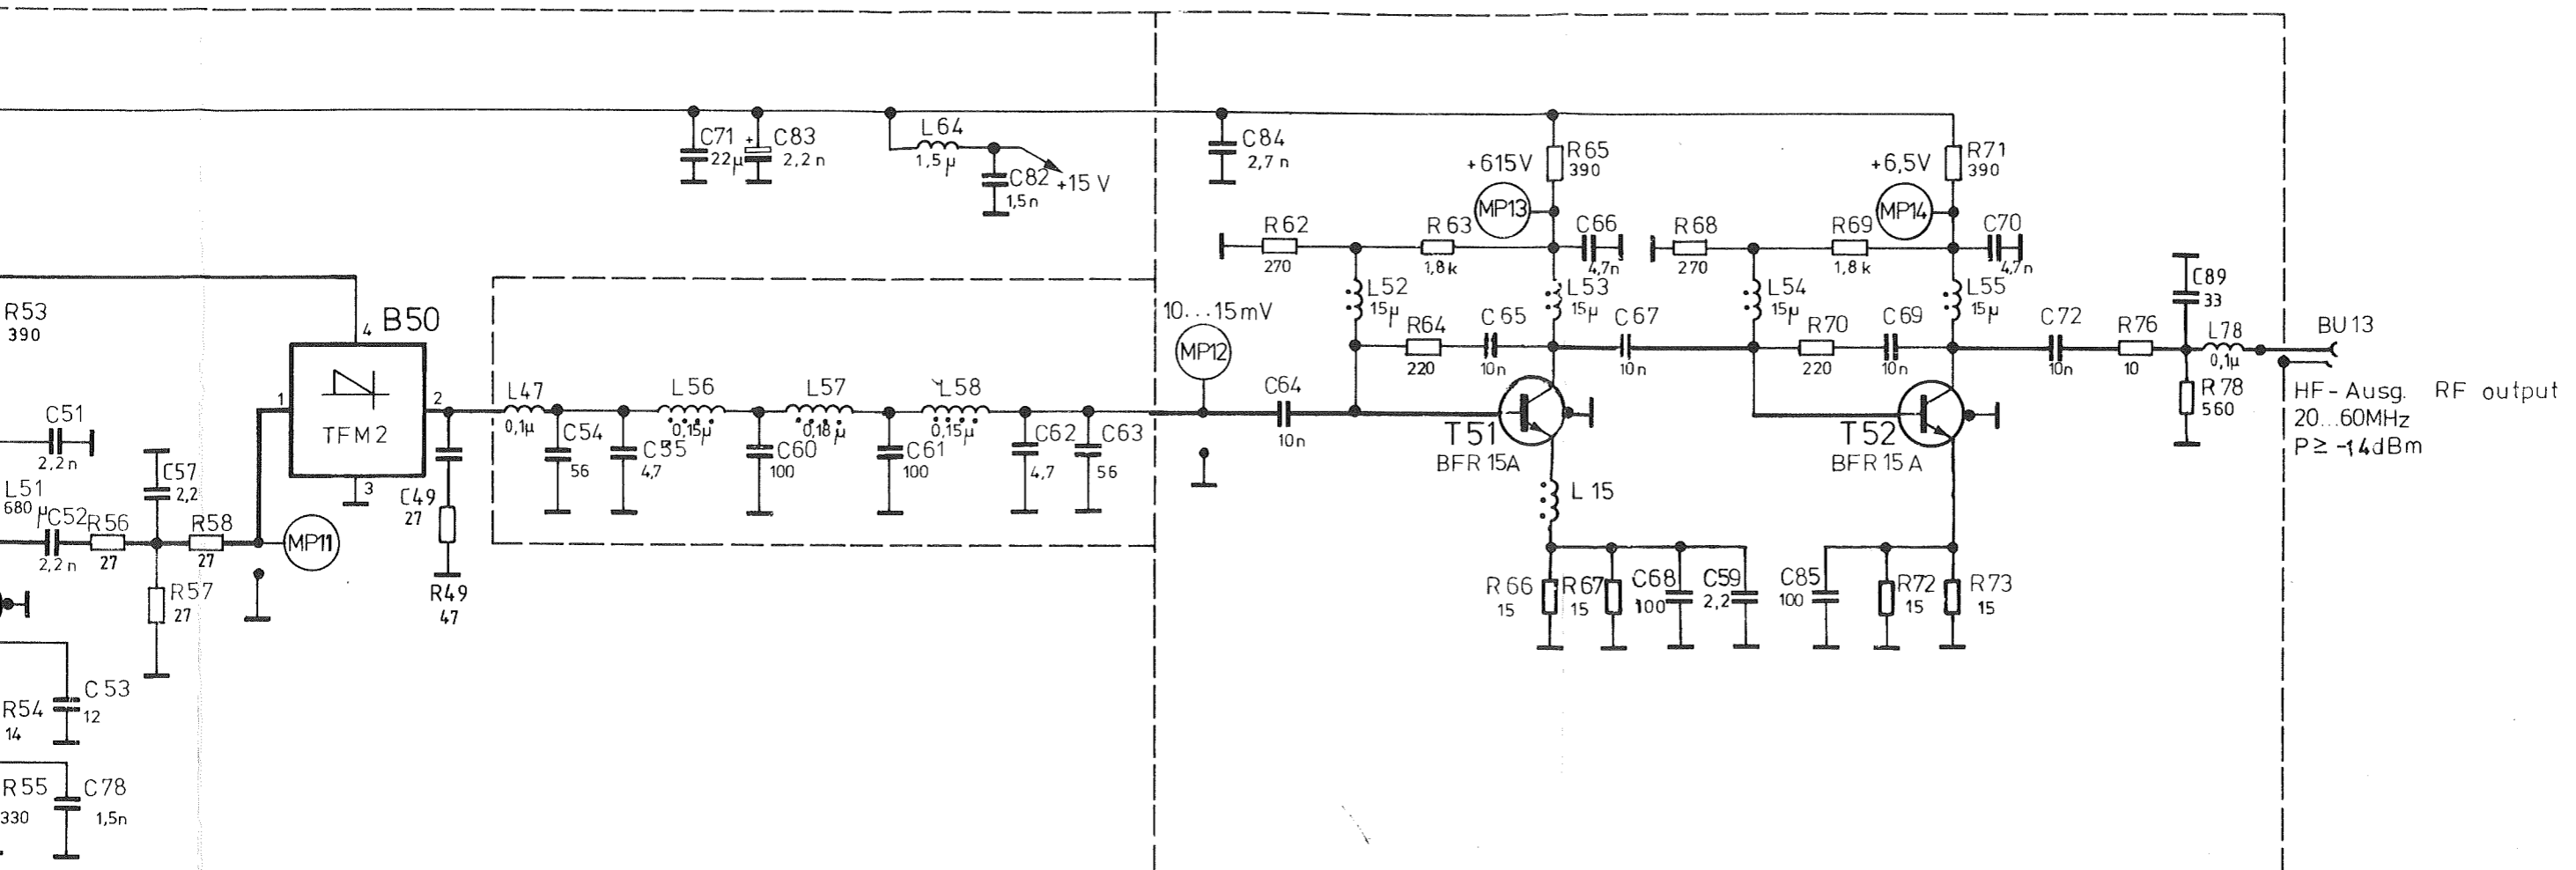 C71
22µ
+
C83
2,2 n
L64
1,5 µ
C82
1,5n
+15 V
C84
2,7 n
+615V
MP13
R65
390
+6,5V
MP14
R71
390
R62
270
R63
1,8 k
C66
4,7n
R68
270
R69
1,8 k
C70
4,7n
L52
15µ
L53
15µ
L54
15µ
L55
15µ
C89
33
R53
390
4
B50
1
2
TFM 2
3
10...15mV
MP12
R64
220
C 65
10n
C 67
10n
R70
220
C69
10n
C72
10n
R76
10
L78
0,1µ
R 78
560
BU 13
HF-Ausg. RF output
20...60MHz
P ≥ -14dBm
C51
2,2 n
L51
680 µ
C52
2,2 n
R56
27
C57
2,2
R58
27
MP11
R57
27
C49
27
R49
47
L47
0,1µ
C54
56
C55
4,7
L56
0,15µ
C60
100
L57
0,18 µ
C61
100
L58
0,15µ
C62
4,7
C63
56
C64
10n
T51
BFR 15A
T52
BFR 15 A
L 15
R 66
15
R67
15
C68
100
C59
2,2
C85
100
R72
15
R73
15
R54
14
C 53
12
R55
330
C 78
1,5n